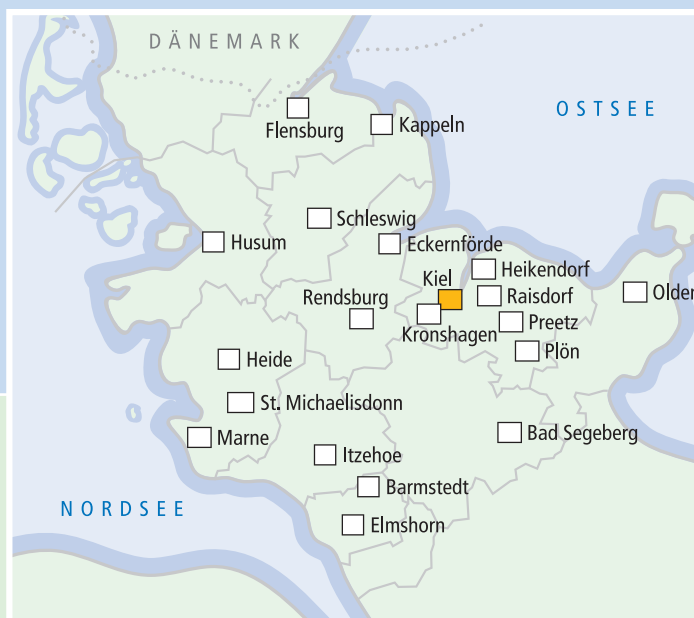 DÄNEMARK
OSTSEE
Flensburg
Kappeln
Schleswig
Husum
Eckernförde
Kiel
Heikendorf
Rendsburg
Raisdorf
Olden
Kronshagen
Preetz
Heide
Plön
St. Michaelisdonn
Marne
Bad Segeberg
Itzehoe
Barmstedt
NORDSEE
Elmshorn